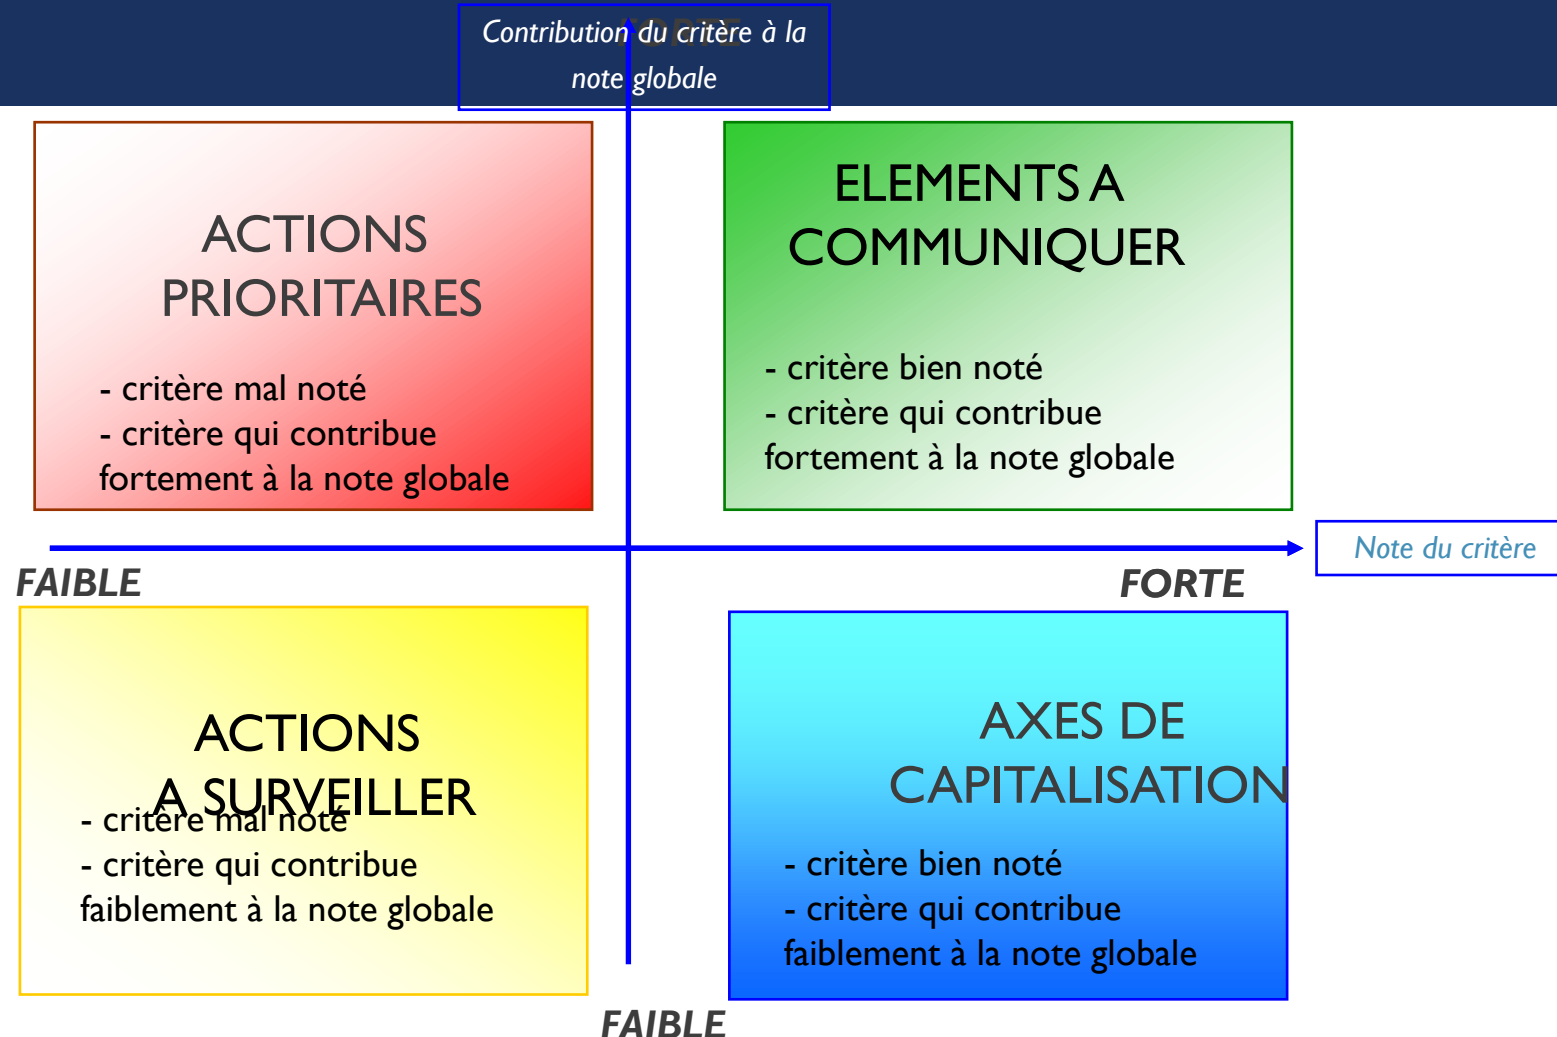 FORTE
Contribution du critère à la
note globale
ACTIONS
PRIORITAIRES
- critère mal noté
- critère qui contribue
fortement à la note globale
ELEMENTS A
COMMUNIQUER
- critère bien noté
- critère qui contribue
fortement à la note globale
Note du critère
FAIBLE
FORTE
ACTIONS
A SURVEILLER
- critère mal noté
- critère qui contribue
faiblement à la note globale
AXES DE
CAPITALISATION
- critère bien noté
- critère qui contribue
faiblement à la note globale
FAIBLE